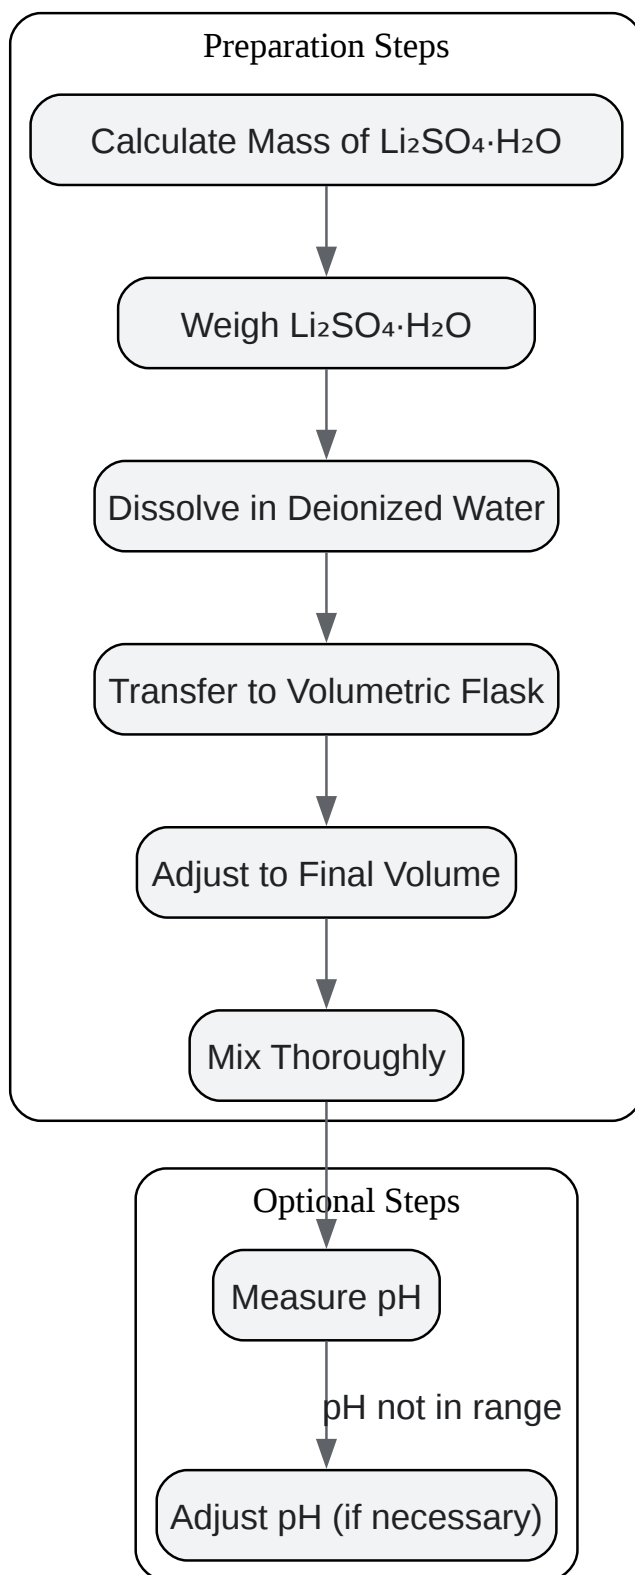 Preparation Steps
Calculate Mass of Li₂SO₄·H₂O
Weigh Li₂SO₄·H₂O
Dissolve in Deionized Water
Transfer to Volumetric Flask
Adjust to Final Volume
Mix Thoroughly
Optional Steps
Measure pH
pH not in range
Adjust pH (if necessary)